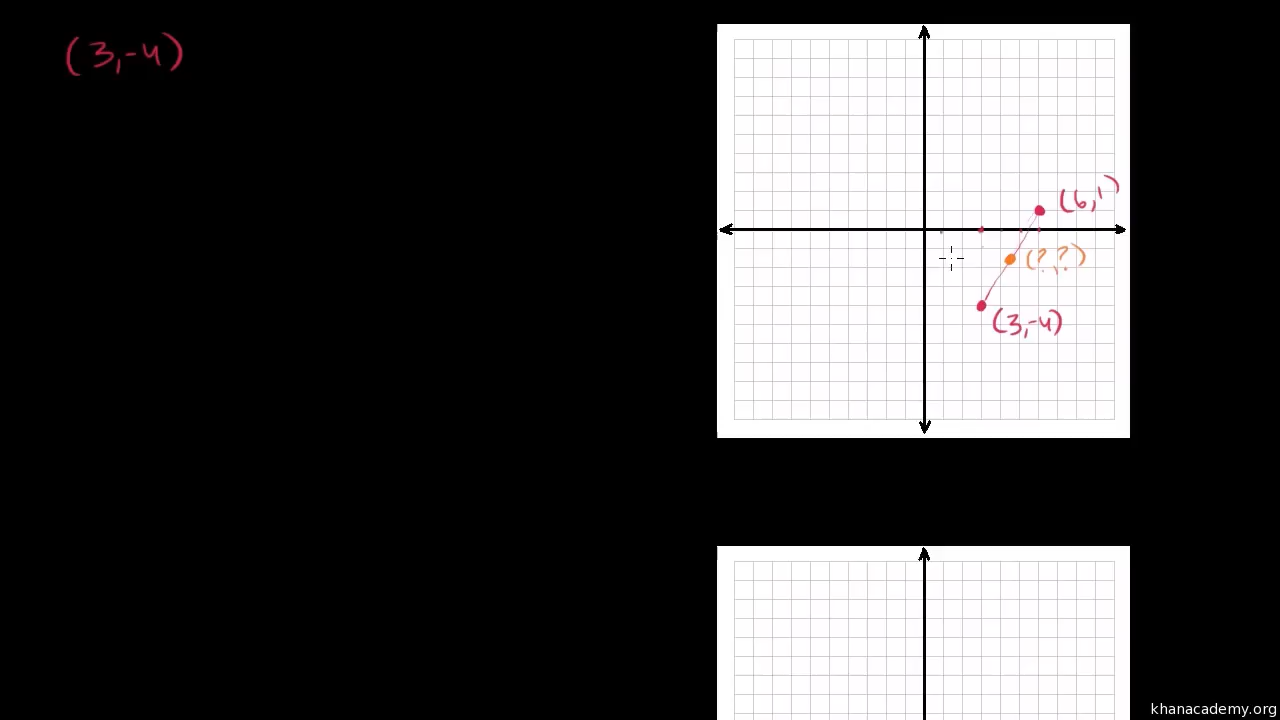 (3,-4)
(6,1)
(?,?)
(3,-4)
khanacademy.org